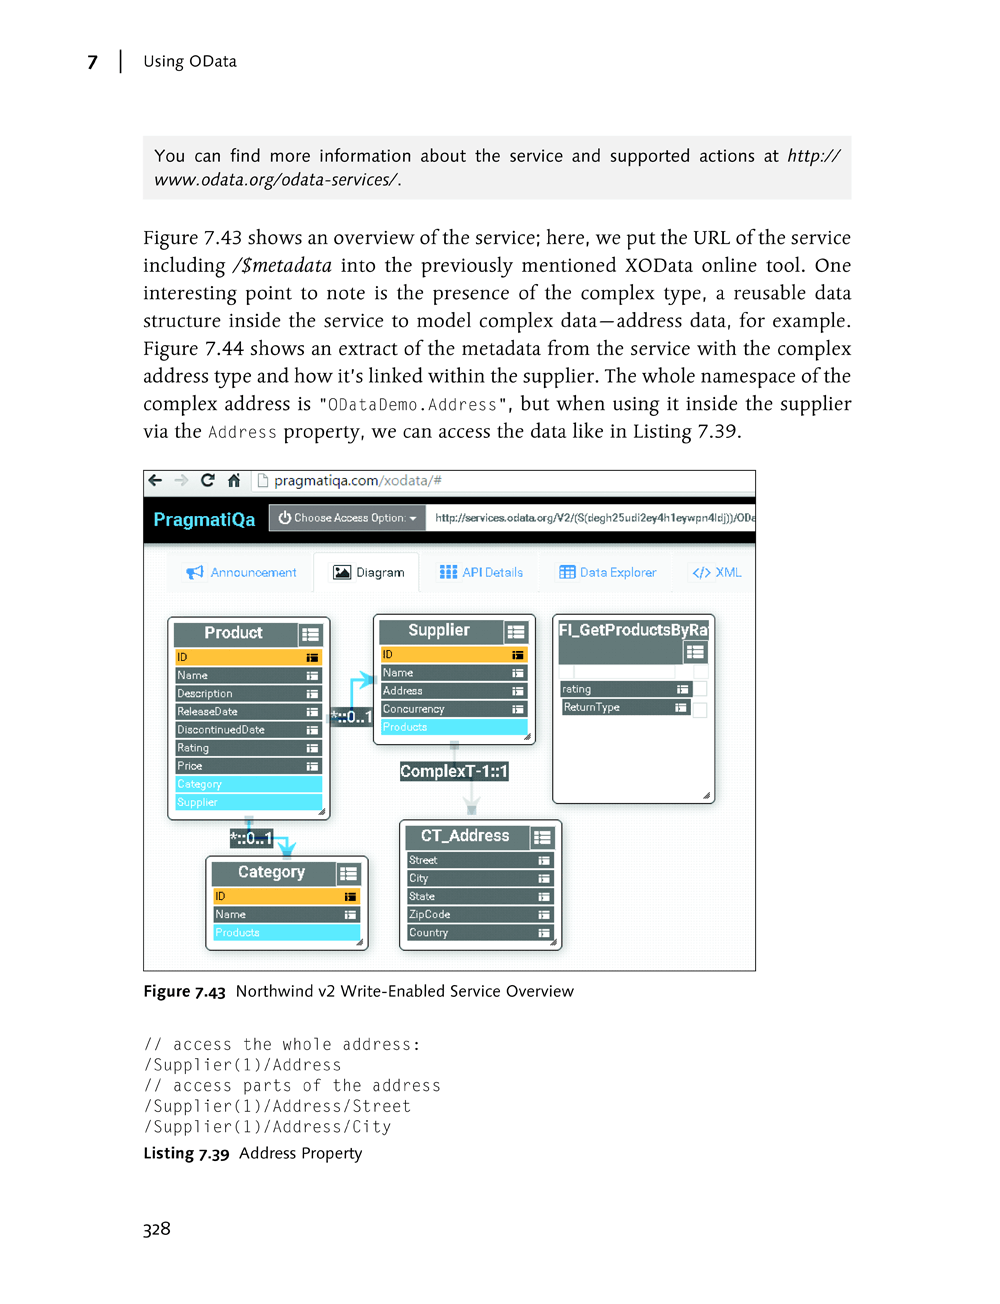 7 | Using OData
You can find more information about the service and supported actions at http://
www.odata.org/odata-services/.
Figure 7.43 shows an overview of the service; here, we put the URL of the service
including /$metadata into the previously mentioned XOData online tool. One
interesting point to note is the presence of the complex type, a reusable data
structure inside the service to model complex data—address data, for example.
Figure 7.44 shows an extract of the metadata from the service with the complex
address type and how it's linked within the supplier. The whole namespace of the
complex address is "ODataDemo.Address", but when using it inside the supplier
via the Address property, we can access the data like in Listing 7.39.
pragmatiqa.com/xodata/#
PragmatiQa
Choose Access Option:
http://services.odata.org/V2/(S(degh25udi2ey4h1eywpn4ldj))/ODa
Announcement
Diagram
API Details
Data Explorer
</> XML
Product
ID
Name
Description
ReleaseDate
DiscontinuedDate
Rating
Price
Category
Supplier
*::0..1
Supplier
ID
Name
Address
Concurrency
Products
FI_GetProductsByRa
rating
ReturnType
ComplexT-1::1
*::0..1
Category
ID
Name
Products
CT_Address
Street
City
State
ZipCode
Country
Figure 7.43 Northwind v2 Write-Enabled Service Overview
// access the whole address:
/Supplier(1)/Address
// access parts of the address
/Supplier(1)/Address/Street
/Supplier(1)/Address/City
Listing 7.39 Address Property
328